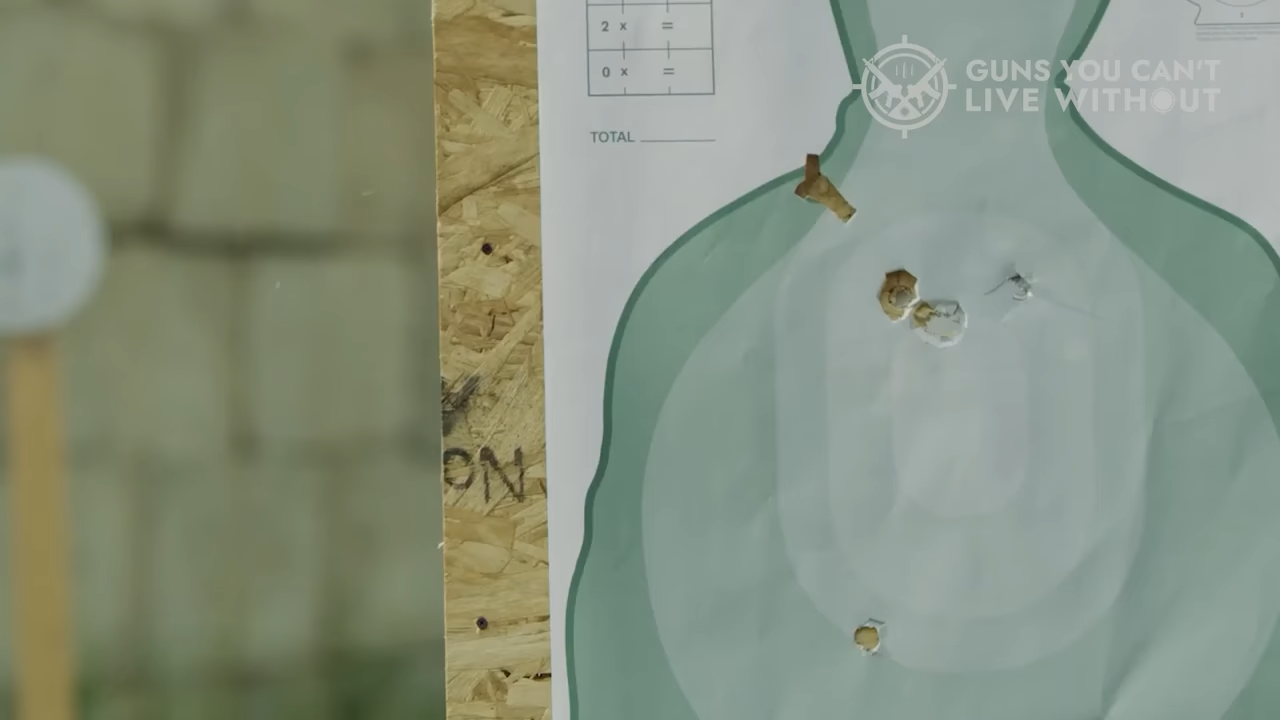 2 x =
0 x =
TOTAL
GUNS YOU CAN'T
LIVE WITHOUT
ON